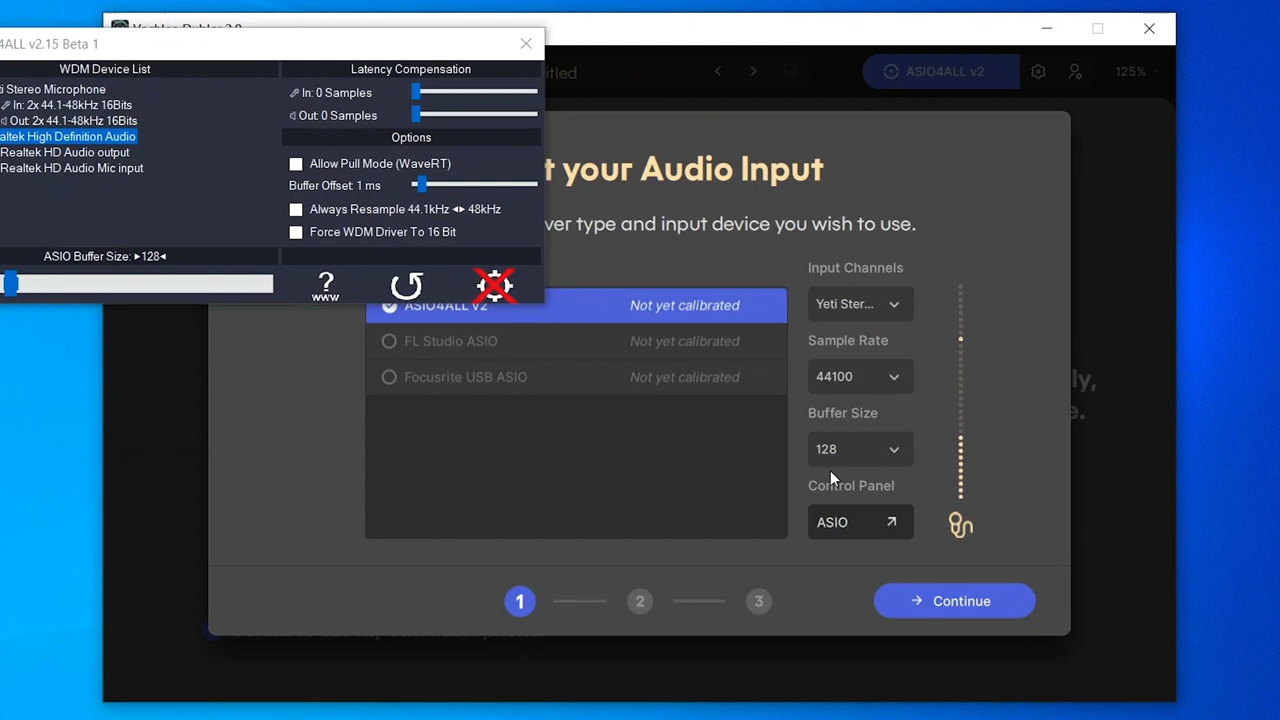 4ALL v2.15 Beta 1
WDM Device List
ti Stereo Microphone
In: 2x 44.1-48kHz 16Bits
Out: 2x 44.1-48kHz 16Bits
altek High Definition Audio
Realtek HD Audio output
Realtek HD Audio Mic input
ASIO Buffer Size: ►128◄
Latency Compensation
In: 0 Samples
Out 0 Samples
Options
Allow Pull Mode (WaveRT)
Buffer Offset: 1 ms
Always Resample 44.1kHz ◄► 48kHz
Force WDM Driver To 16 Bit
?
www
titled
ASIO4ALL v2
125%
t your Audio Input
ver type and input device you wish to use.
ASIO4ALL v2 Not yet calibrated
FL Studio ASIO Not yet calibrated
Focusrite USB ASIO Not yet calibrated
Input Channels
Yeti Ster...
Sample Rate
44100
Buffer Size
128
Control Panel
ASIO
ly,
e.
1 2 3
Continue